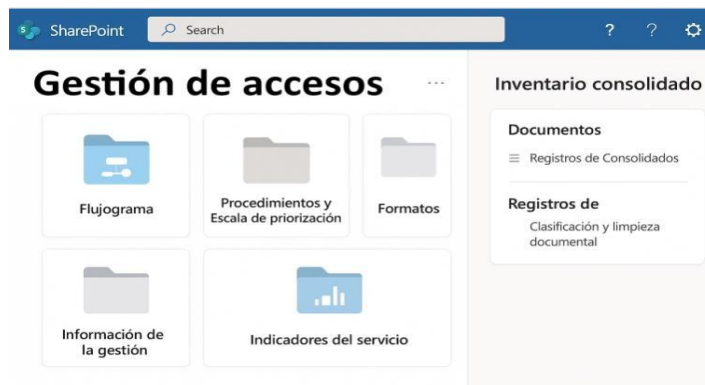 SharePoint
Search
? ?
Gestión de accesos
...
Inventario consolidado
Flujograma
Procedimientos y
Escala de priorización
Formatos
Documentos
Registros de Consolidados
Registros de
Clasificación y limpieza
documental
Información de
la gestión
Indicadores del servicio